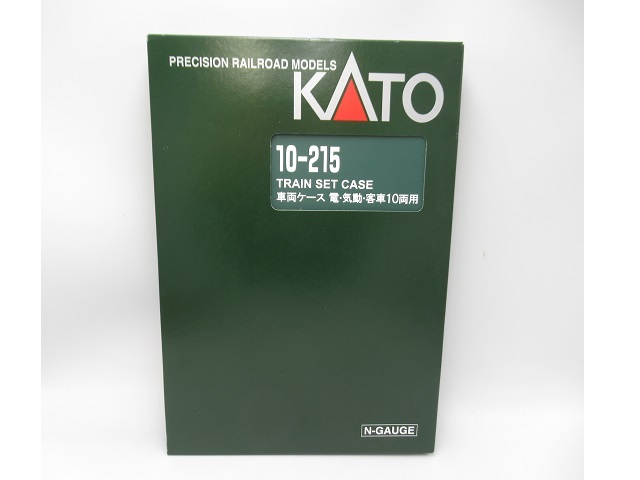 PRECISION RAILROAD MODELS
KATO
10-215
TRAIN SET CASE
車両ケース 電・気動・客車10両用
N-GAUGE